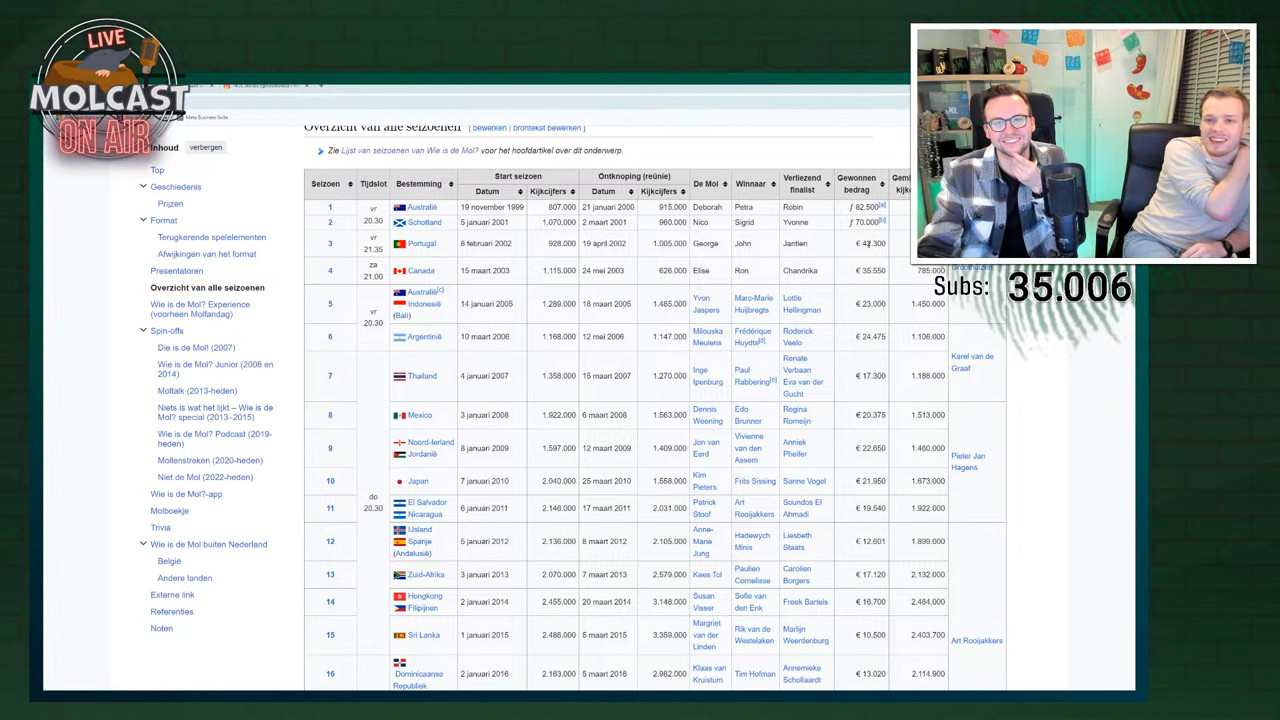 LIVE
MOLCAST
ON AIR
Meta Business Suite
Overzicht van alle seizoenen [ bewerken | brontekst bewerken ]
Inhoud verbergen
Zie Lijst van seizoenen van Wie is de Mol? voor het hoofdartikel over dit onderwerp.
Top
Geschiedenis
Prijzen
Format
Terugkerende spelelementen
Afwijkingen van het format
Presentatoren
Overzicht van alle seizoenen
Wie is de Mol? Experience
(voorheen Molfandag)
Spin-offs
Die is de Mol! (2007)
Wie is de Mol? Junior (2008 en
2014)
Moltalk (2013-heden)
Niets is wat het lijkt – Wie is de
Mol? special (2013–2015)
Wie is de Mol? Podcast (2019-
heden)
Mollenstreken (2020-heden)
Niet de Mol (2022-heden)
Wie is de Mol?-app
Molboekje
Trivia
Wie is de Mol buiten Nederland
België
Andere landen
Externe link
Referenties
Noten
Seizoen Tijdslot Bestemming Start seizoen Ontknoping (reünie) De Mol Winnaar Verliezend finalist Gewonnen bedrag
Datum Kijkcijfers Datum Kijkcijfers
1 vr 20.30 Australië 19 november 1999 807.000 21 januari 2000 915.000 Deborah Petra Robin ƒ 82.500[a]
2 Schotland 5 januari 2001 1.070.000 2 maart 2001 960.000 Nico Sigrid Yvonne ƒ 70.000[b]
3 vr 21.35 Portugal 8 februari 2002 928.000 19 april 2002 1.005.000 George John Jantien € 42.300
4 za 21.00 Canada 15 maart 2003 1.115.000 24 mei 2003 626.000 Elise Ron Chandrika € 35.550 785.000
5 vr 20.30 Australië[c] Indonesië (Bali) 14 januari 2005 1.289.000 18 maart 2005 1.485.000 Yvon Jaspers Marc-Marie Huijbregts Lottie Hellingman € 23.000 1.450.000
6 Argentinië 10 maart 2006 1.168.000 12 mei 2006 1.147.000 Milouska Meulens Frédérique Huydts[d] Roderick Veelo € 24.475 1.106.000
Karel van de Graaf
7 Thailand 4 januari 2007 1.358.000 15 maart 2007 1.270.000 Inge Ipenburg Paul Rabbering[e] Renate Verbaan Eva van der Gucht € 17.300 1.188.000
8 Mexico 3 januari 2008 1.922.000 6 maart 2008 1.563.000 Dennis Weening Edo Brunner Regina Romeijn € 20.375 1.513.000
9 Noord-Ierland Jordanië 8 januari 2009 1.597.000 5 maart 2009 1.409.000 Jon van Eerd Vivienne van den Assem Anniek Pheifer € 22.650 1.460.000
Pieter Jan Hagens
10 Japan 7 januari 2010 2.040.000 25 maart 2010 1.558.000 Kim Pieters Frits Sissing Sanne Vogel € 21.950 1.673.000
11 do 20.30 El Salvador Nicaragua 6 januari 2011 2.146.000 17 maart 2011 2.031.000 Patrick Stoof Art Rooijakkers Soundos El Ahmadi € 19.540 1.922.000
12 IJsland Spanje (Andalusië) 5 januari 2012 2.136.000 8 maart 2012 2.105.000 Anne-Marie Jung Hadewych Minis Liesbeth Staats € 12.601 1.899.000
13 Zuid-Afrika 3 januari 2013 2.070.000 7 maart 2013 2.579.000 Kees Tol Paulien Cornelisse Carolien Borgers € 17.120 2.132.000
14 Hongkong Filipijnen 2 januari 2014 2.455.000 20 maart 2014 3.148.000 Susan Visser Sofie van den Enk Freek Bartels € 16.700 2.464.000
15 Sri Lanka 1 januari 2015 2.486.000 5 maart 2015 3.359.000 Margriet van der Linden Rik van de Westelaken Marlijn Weerdenburg € 10.500 2.403.700
Art Rooijakkers
16 Dominicaanse Republiek 2 januari 2016 2.163.000 5 maart 2016 2.982.000 Klaas van Kruistum Tim Hofman Annemieke Schollaardt € 13.020 2.114.900
Subs: 35.006